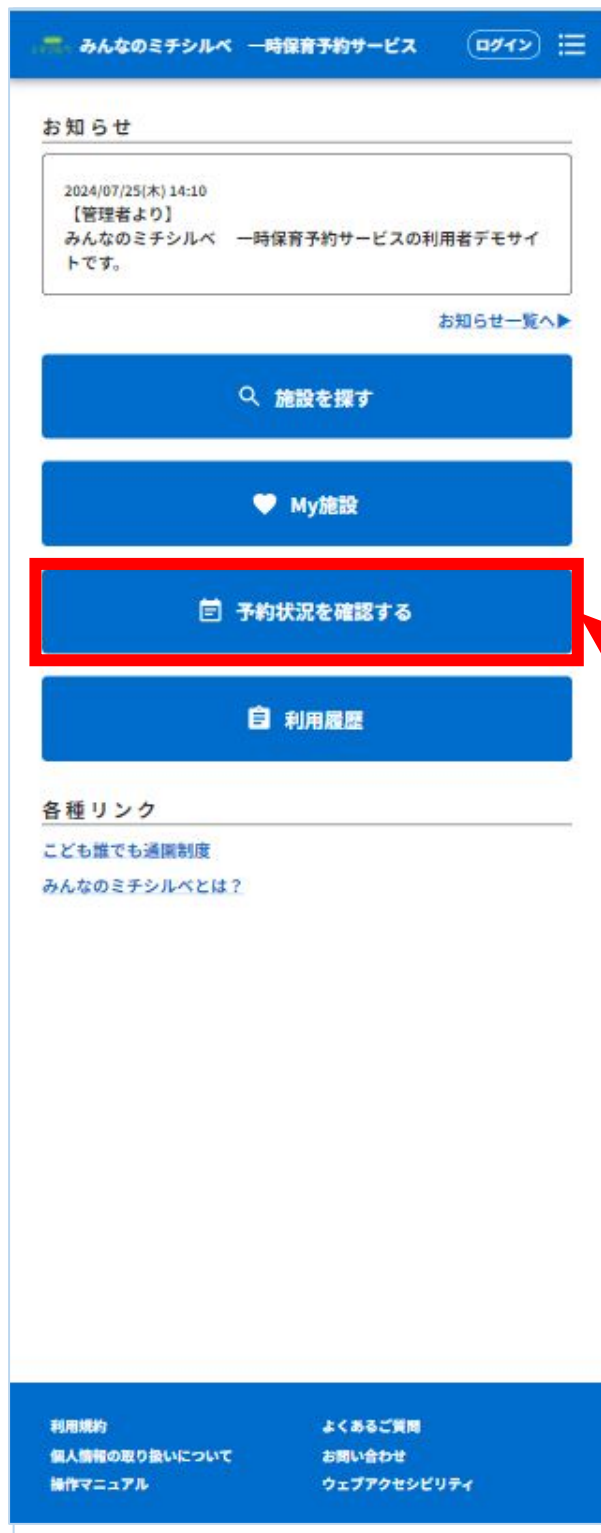 みんなのミチシルベ 一時保育予約サービス
ログイン
お知らせ
2024/07/25(木) 14:10
【管理者より】
みんなのミチシルベ 一時保育予約サービスの利用者デモサイ
トです。
お知らせ一覧へ▶
施設を探す
My施設
予約状況を確認する
利用履歴
各種リンク
こども誰でも通園制度
みんなのミチシルベとは？
利用規約
よくあるご質問
個人情報の取り扱いについて
お問い合わせ
操作マニュアル
ウェブアクセシビリティ